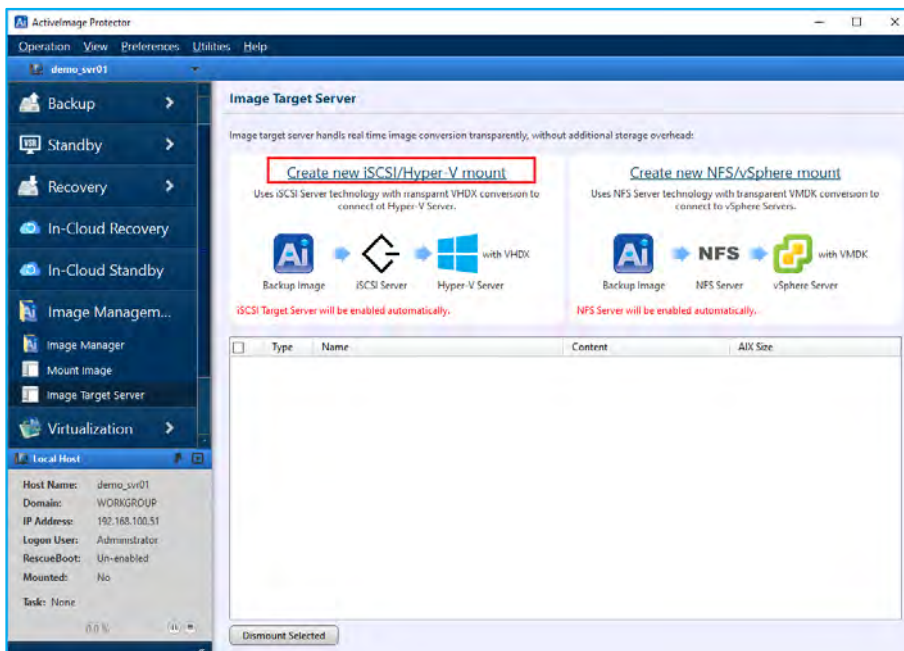 ActiveImage Protector
Operation View Preferences Utilities Help
demo_svr01
Backup
Standby
Recovery
In-Cloud Recovery
In-Cloud Standby
Image Managem...
Image Manager
Mount Image
Image Target Server
Virtualization
Local Host
Host Name: demo_svr01
Domain: WORKGROUP
IP Address: 192.168.100.51
Logon User: Administrator
RescueBoot: Un-enabled
Mounted: No
Task: None
0.0 %
Image Target Server
Image target server handls real time image conversion transparently, without additional storage overhead:
Create new iSCSI/Hyper-V mount
Uses iSCSI Server technology with rransparnt VHDX conversion to
connect ot Hyper-V Server.
Ai
with VHDX
Backup Image iSCSI Server Hyper-V Server
iSCSI Target Server will be enabled automatically.
Create new NFS/vSphere mount
Uses NFS Server technology with transparent VMDK conversion to
connect to vSphere Servers.
Ai NFS with VMDK
Backup Image NFS Server vSphere Server
NFS Server will be enabled automatically.
Type Name Content AIX Size
Dismount Selected